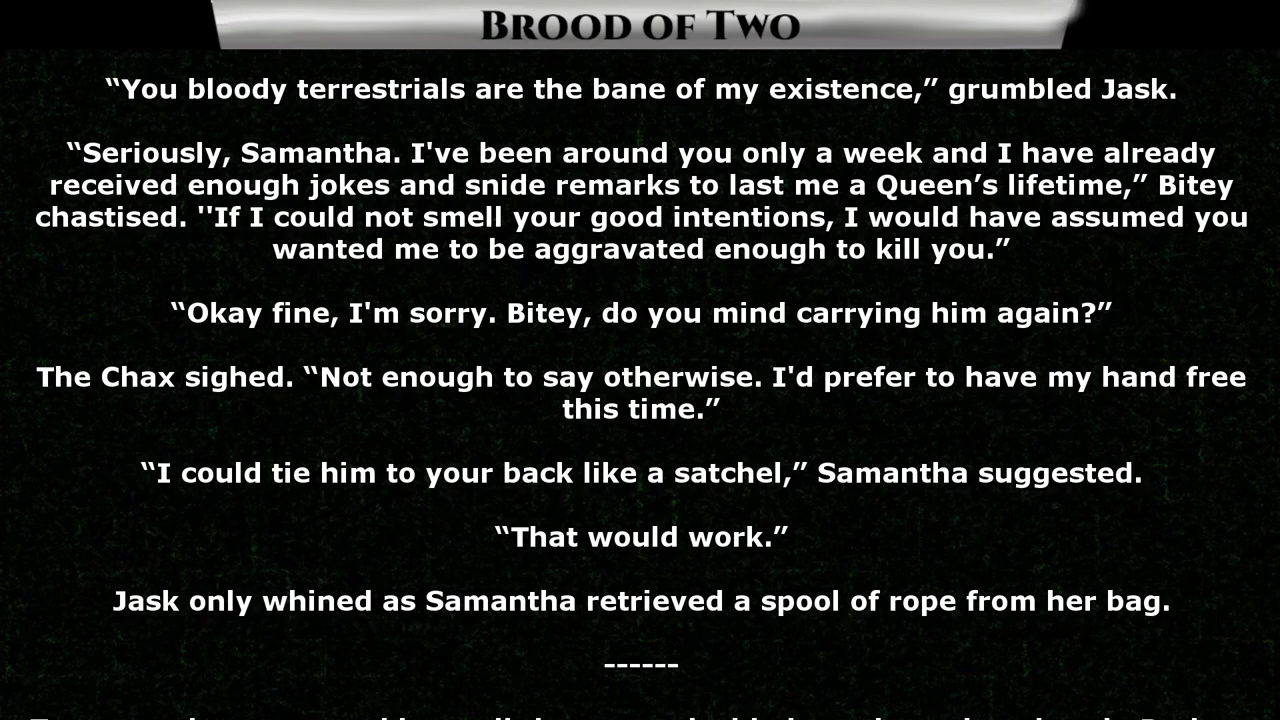 Brood of Two
“You bloody terrestrials are the bane of my existence,” grumbled Jask.
“Seriously, Samantha. I've been around you only a week and I have already
received enough jokes and snide remarks to last me a Queen’s lifetime,” Bitey
chastised. ''If I could not smell your good intentions, I would have assumed you
wanted me to be aggravated enough to kill you.”
“Okay fine, I'm sorry. Bitey, do you mind carrying him again?”
The Chax sighed. “Not enough to say otherwise. I'd prefer to have my hand free
this time.”
“I could tie him to your back like a satchel,” Samantha suggested.
“That would work.”
Jask only whined as Samantha retrieved a spool of rope from her bag.
------